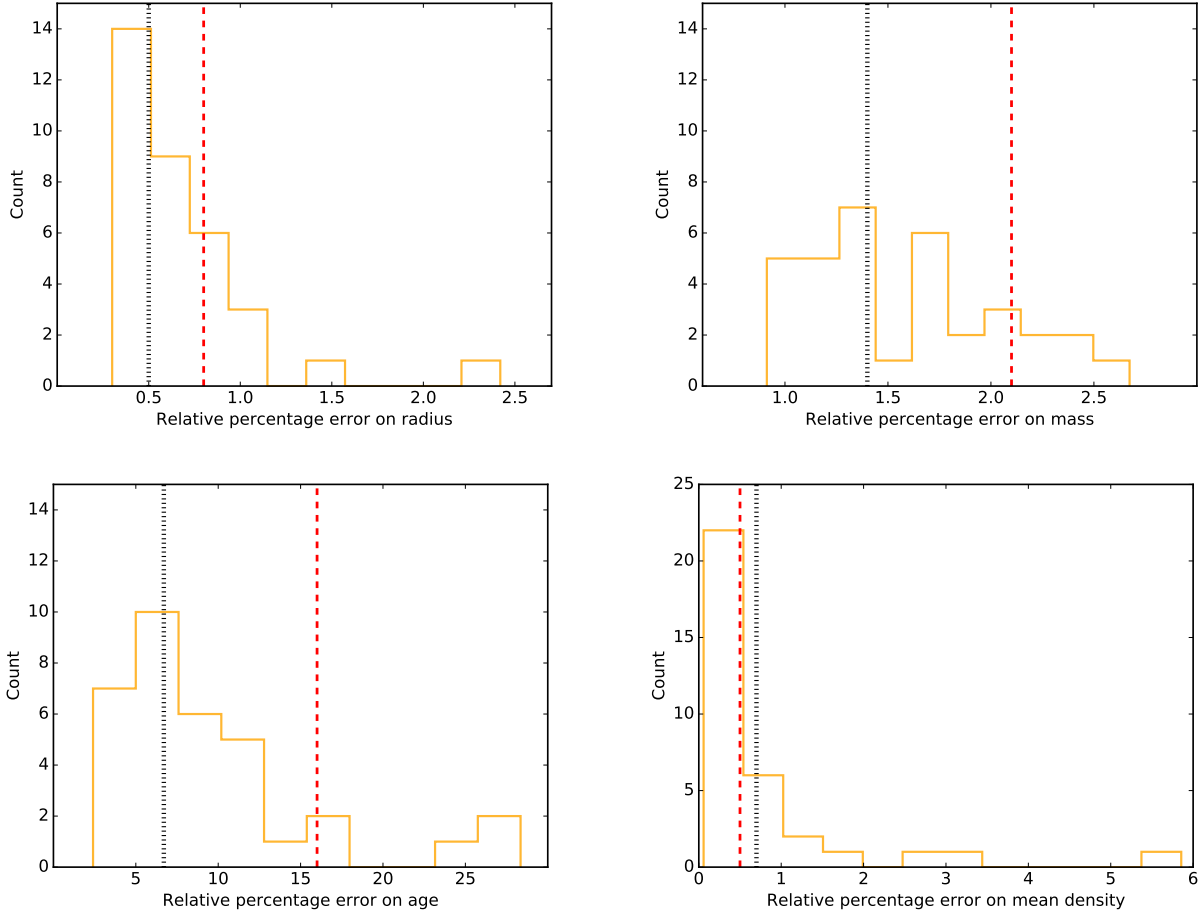 14
12
10
8
6
4
2
0
Count
0.5 1.0 1.5 2.0 2.5
Relative percentage error on radius
14
12
10
8
6
4
2
0
Count
1.0 1.5 2.0 2.5
Relative percentage error on mass
14
12
10
8
6
4
2
0
Count
5 10 15 20 25
Relative percentage error on age
25
20
15
10
5
0
Count
0 1 2 3 4 5 6
Relative percentage error on mean density